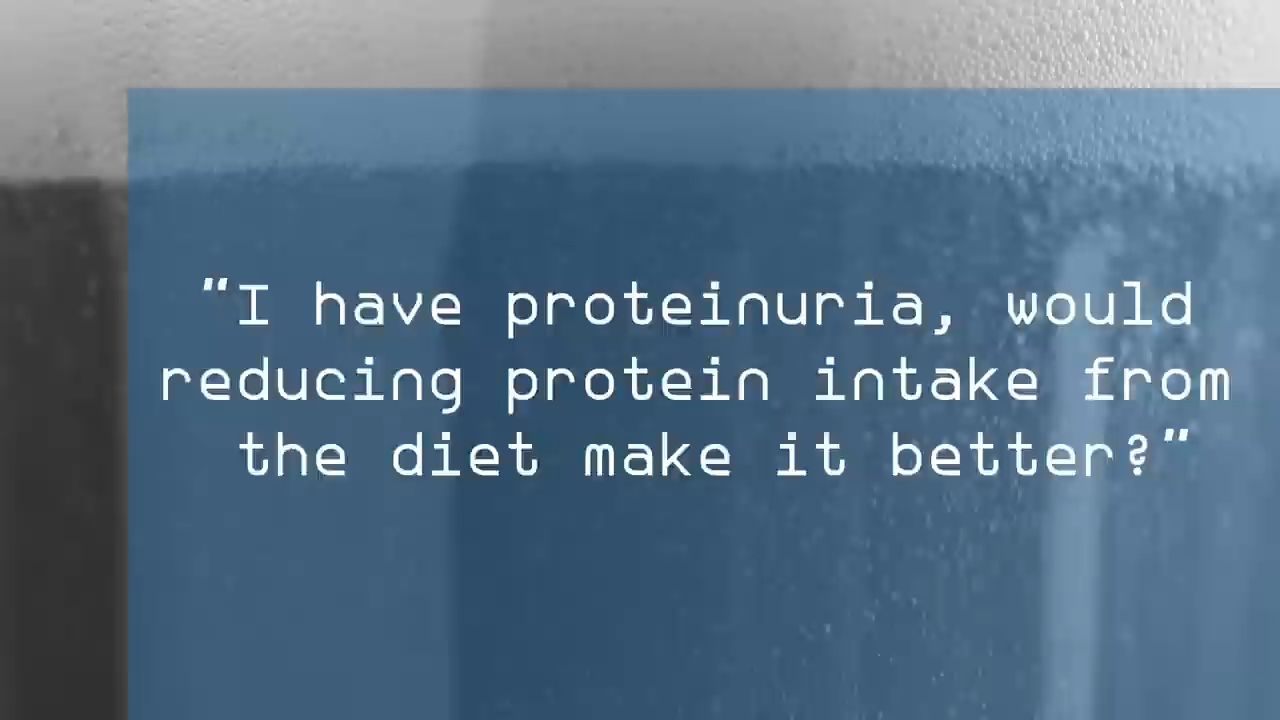 “I have proteinuria, would
reducing protein intake from
the diet make it better?”